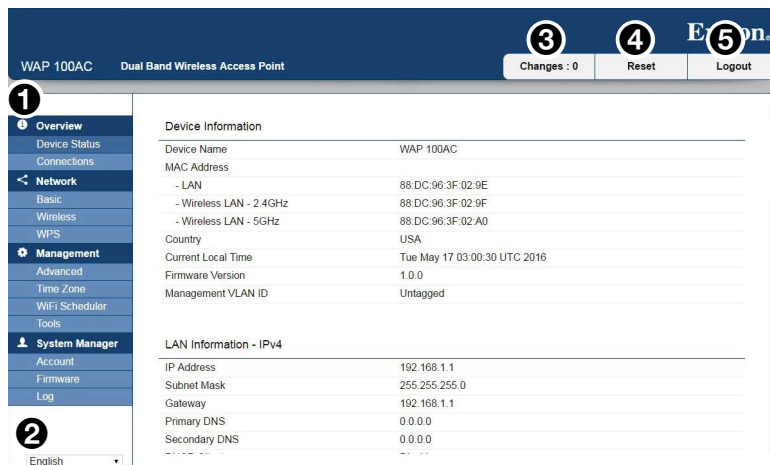 WAP 100AC Dual Band Wireless Access Point
3 4 5
Changes : 0 Reset Logout
1
Overview
Device Status
Connections
Network
Basic
Wireless
WPS
Management
Advanced
Time Zone
WiFi Scheduler
Tools
System Manager
Account
Firmware
Log
2
English
Device Information
Device Name WAP 100AC
MAC Address
- LAN 88:DC:96:3F:02:9E
- Wireless LAN - 2.4GHz 88:DC:96:3F:02:9F
- Wireless LAN - 5GHz 88:DC:96:3F:02:A0
Country USA
Current Local Time Tue May 17 03:00:30 UTC 2016
Firmware Version 1.0.0
Management VLAN ID Untagged
LAN Information - IPv4
IP Address 192.168.1.1
Subnet Mask 255.255.255.0
Gateway 192.168.1.1
Primary DNS 0.0.0.0
Secondary DNS 0.0.0.0